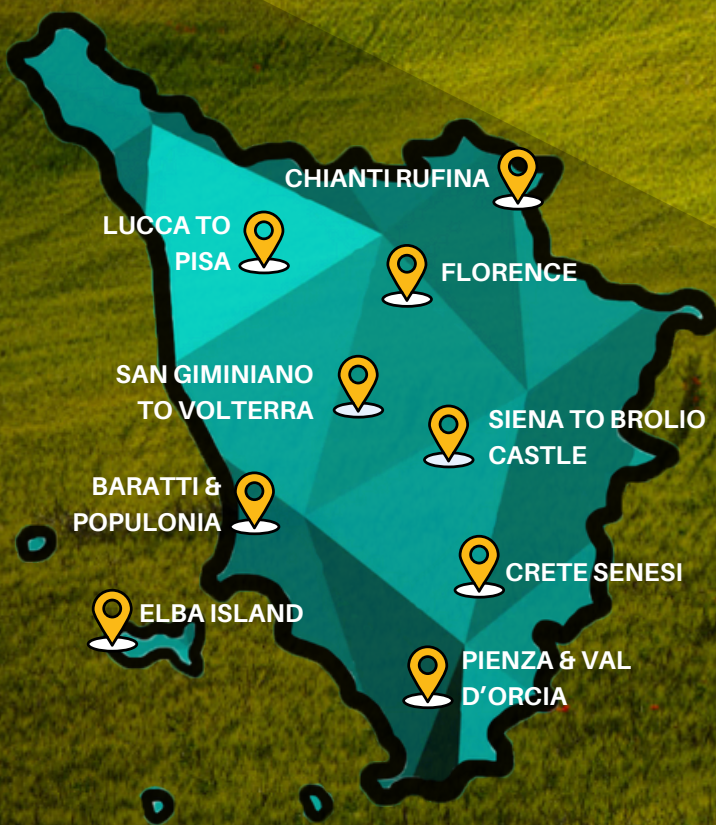 CHIANTI RUFINA
LUCCA TO
PISA
FLORENCE
SAN GIMINIANO
TO VOLTERRA
SIENA TO BROLIO
CASTLE
BARATTI &
POPULONIA
CRETE SENESI
ELBA ISLAND
PIENZA & VAL
D'ORCIA